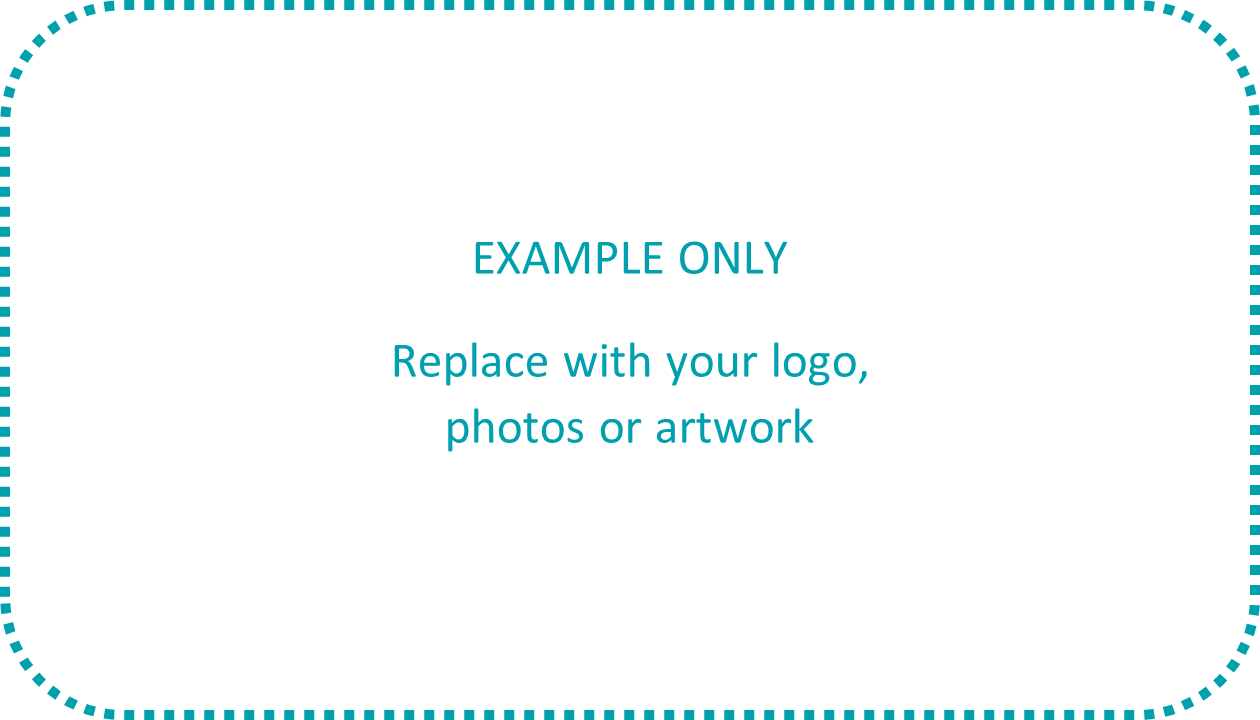 EXAMPLE ONLY
Replace with your logo,
photos or artwork